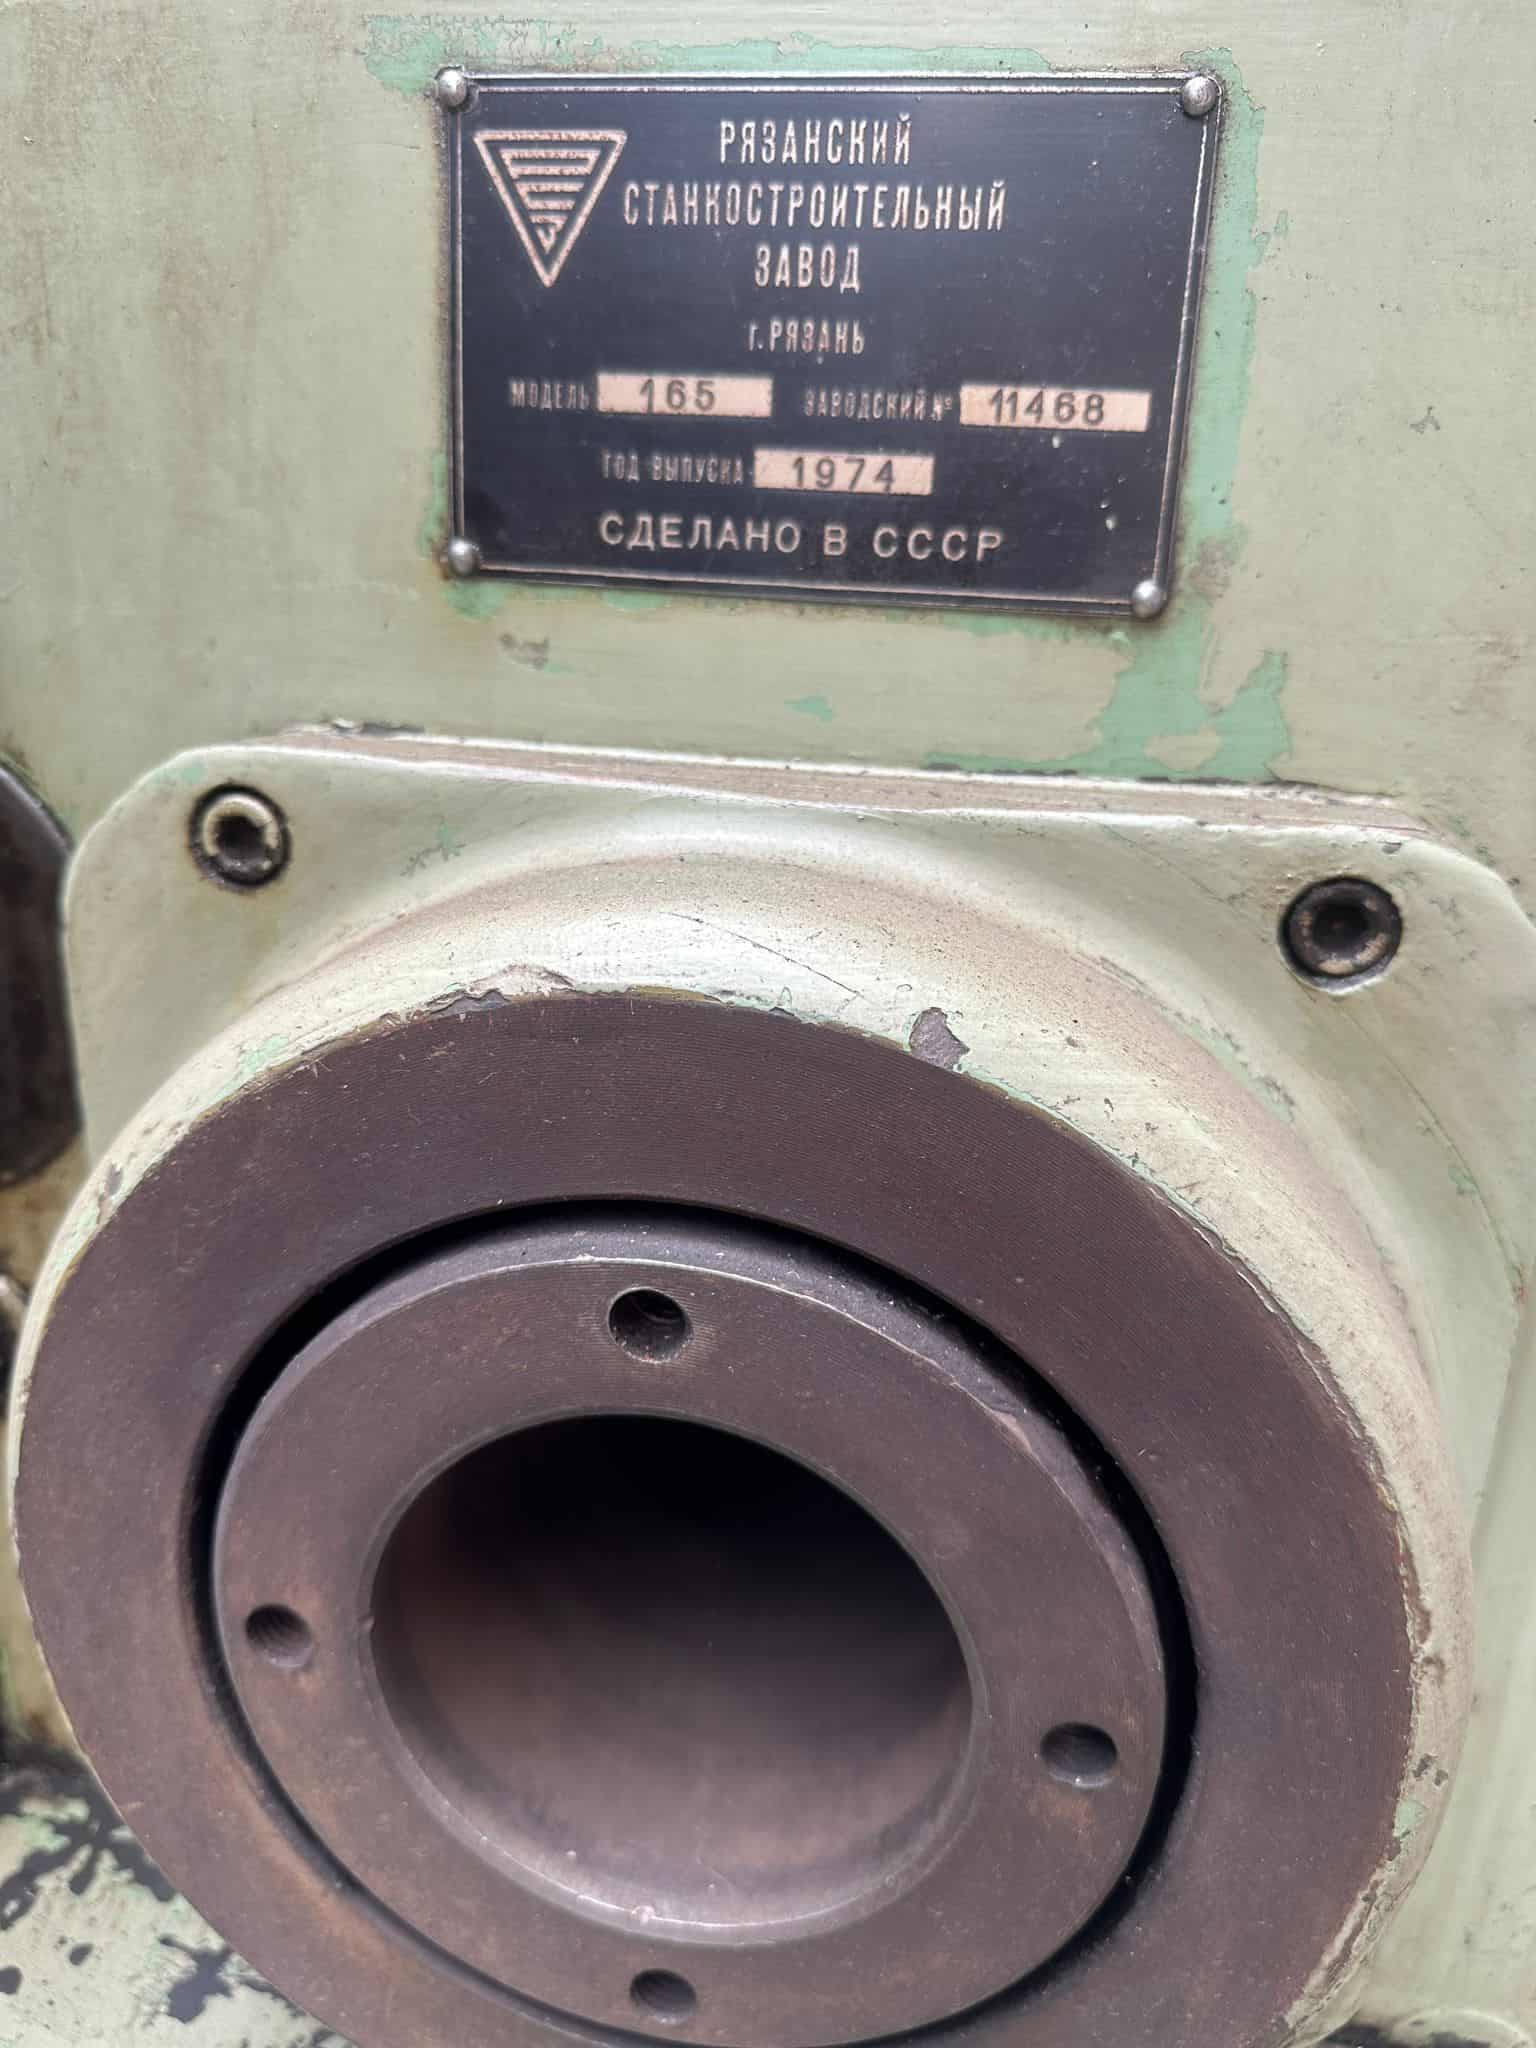 РЯЗАНСКИЙ
СТАНКОСТРОИТЕЛЬНЫЙ
ЗАВОД
г. РЯЗАНЬ
МОДЕЛЬ 165 ЗАВОДСКИЙ № 11468
ГОД ВЫПУСКА 1974
СДЕЛАНО В СССР